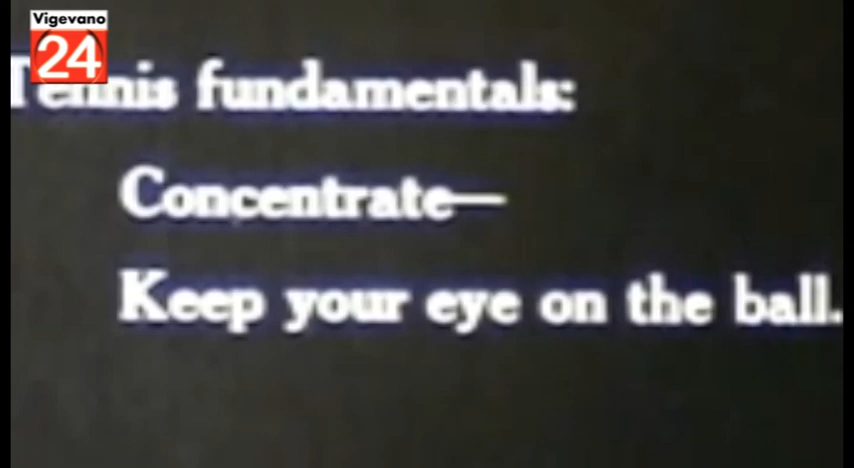 Vigevano
24
Tennis fundamentals:
Concentrate—
Keep your eye on the ball.